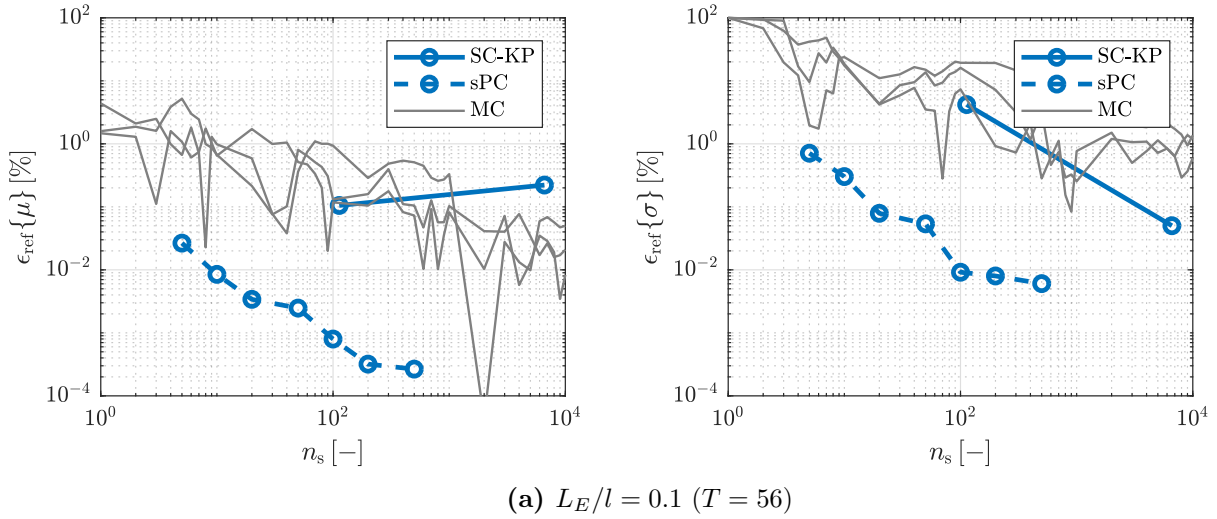 10^2
10^0
10^{-2}
10^{-4}
ϵ_ref{μ} [%]
SC-KP
sPC
MC
10^0
10^2
10^4
n_s [−]
10^2
10^0
10^{-2}
10^{-4}
ϵ_ref{σ} [%]
SC-KP
sPC
MC
10^0
10^2
10^4
n_s [−]
(a) L_E/l = 0.1 (T = 56)